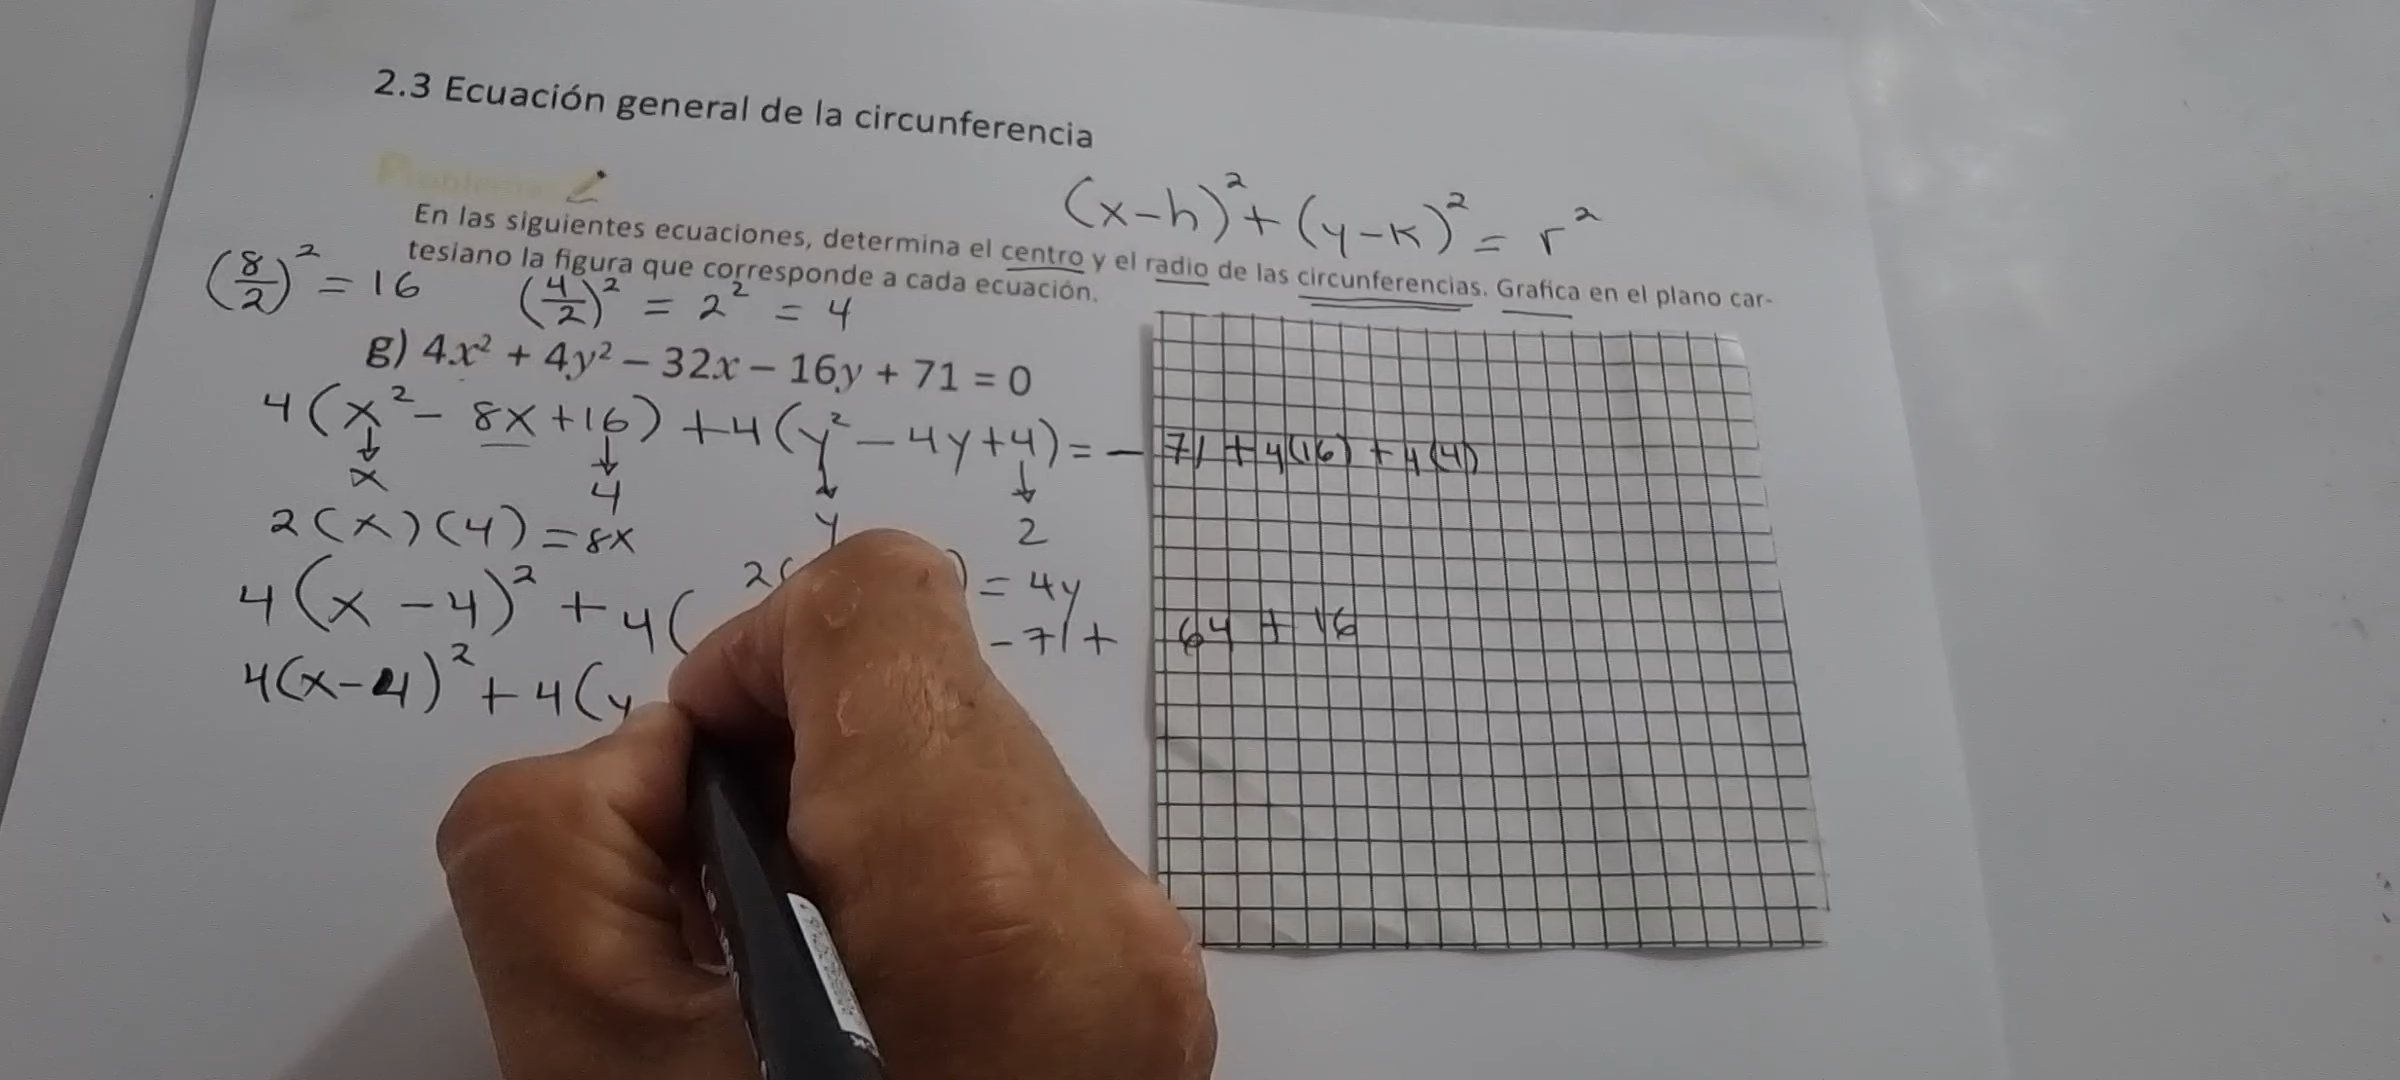 2.3 Ecuación general de la circunferencia
Problema
(x-h)² + (y-k)² = r²
En las siguientes ecuaciones, determina el centro y el radio de las circunferencias. Grafica en el plano car-
tesiano la figura que corresponde a cada ecuación.
(8/2)² = 16 (4/2)² = 2² = 4
g) 4x² + 4y² – 32x – 16y + 71 = 0
4(x² - 8x + 16) + 4(y² - 4y + 4) = - 71 + 4(16) + 4(4)
x 4 y 2
2(x)(4) = 8x
2( ) = 4y
4(x - 4)² + 4( - 71 + 64 + 16
4(x-4)² + 4(y